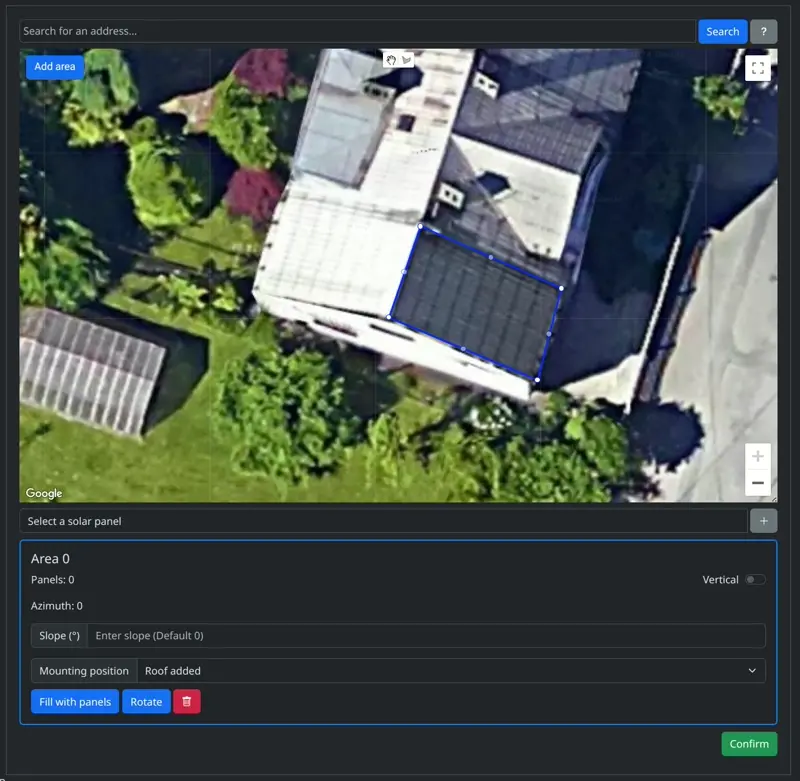 Search for an address...
Search
?
Add area
Google
Select a solar panel
+
Area 0
Panels: 0
Vertical
Azimuth: 0
Slope (°)
Enter slope (Default 0)
Mounting position
Roof added
Fill with panels
Rotate
Confirm